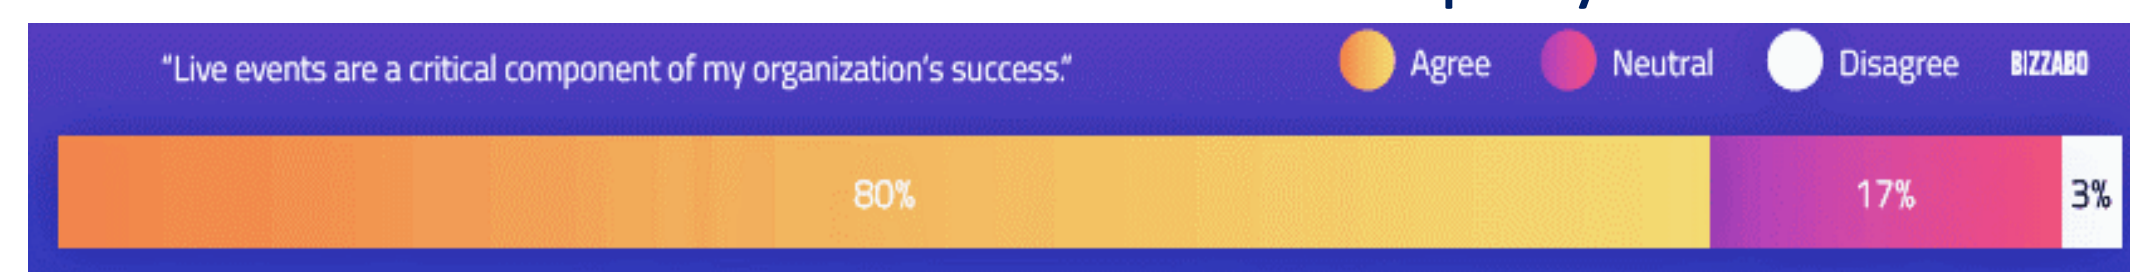 “Live events are a critical component of my organization's success.” Agree Neutral Disagree BIZZABO
80% 17% 3%